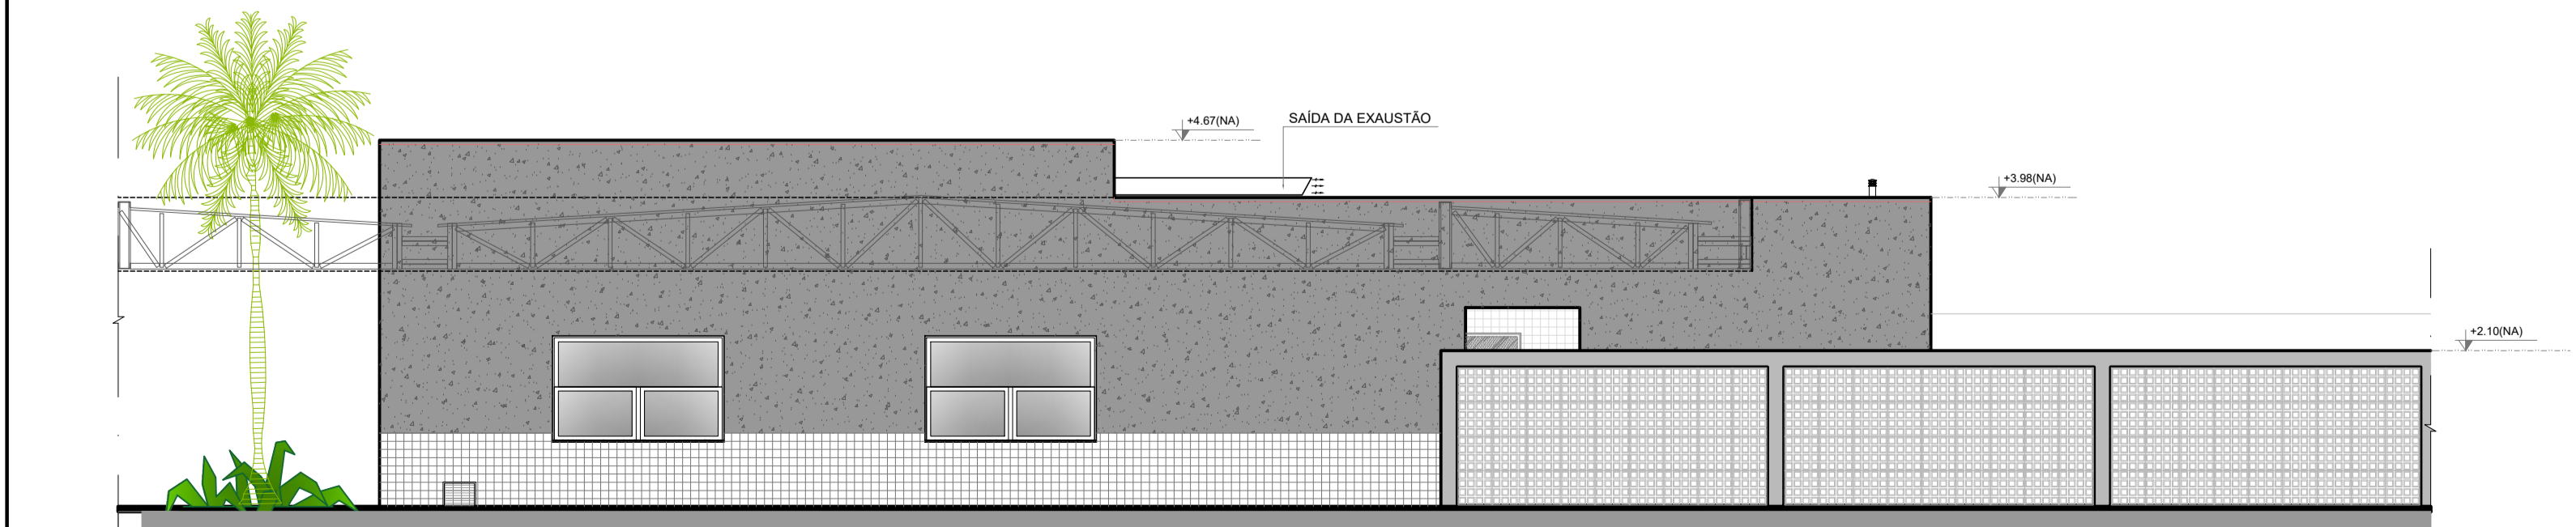 +4.67(NA)
SAÍDA DA EXAUSTÃO
+3.98(NA)
+2.10(NA)